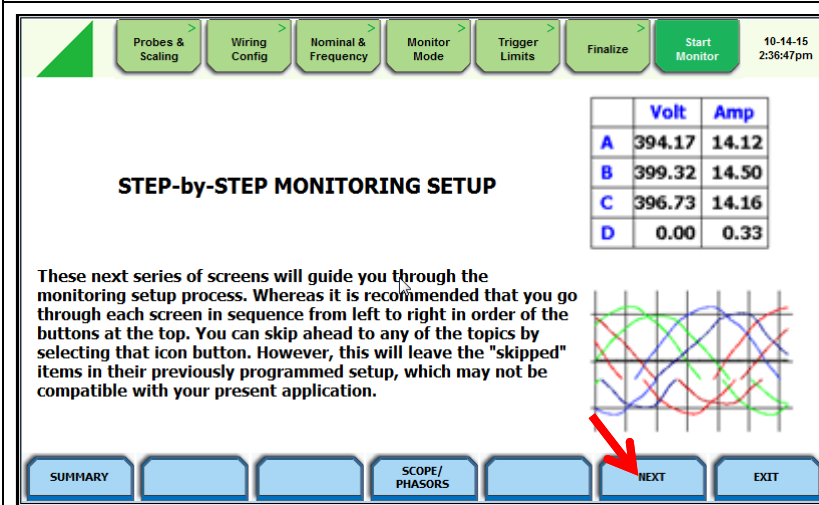 > > > > > >
Probes & Scaling Wiring Config Nominal & Frequency Monitor Mode Trigger Limits Finalize Start Monitor 10-14-15 2:36:47pm
Volt Amp
A 394.17 14.12
B 399.32 14.50
C 396.73 14.16
D 0.00 0.33
STEP-by-STEP MONITORING SETUP
These next series of screens will guide you through the
monitoring setup process. Whereas it is recommended that you go
through each screen in sequence from left to right in order of the
buttons at the top. You can skip ahead to any of the topics by
selecting that icon button. However, this will leave the "skipped"
items in their previously programmed setup, which may not be
compatible with your present application.
SUMMARY SCOPE/ PHASORS NEXT EXIT